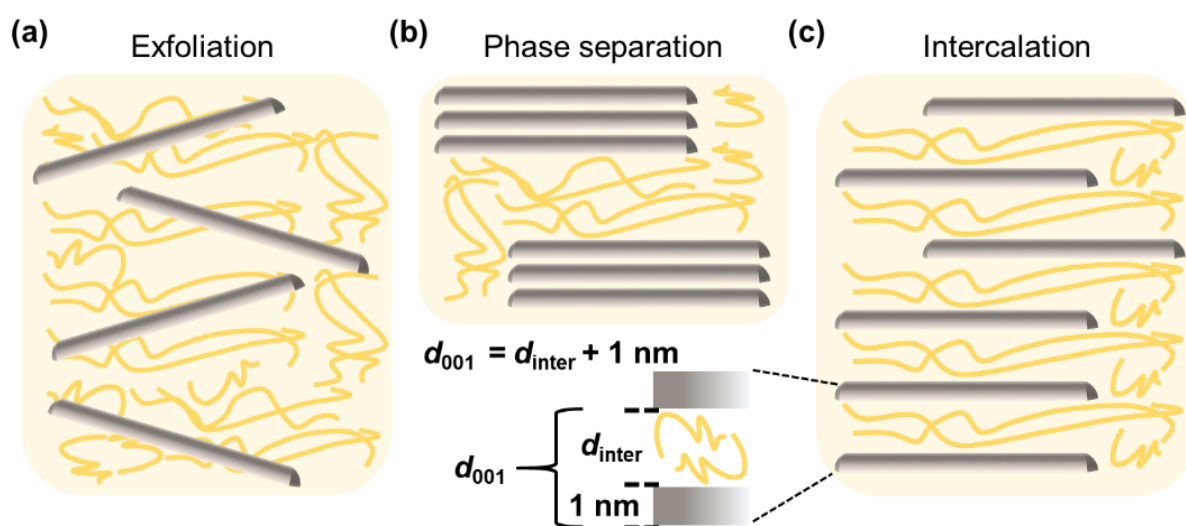 (a)
Exfoliation
(b)
Phase separation
(c)
Intercalation
d001 = dinter + 1 nm
dinter
d001
1 nm